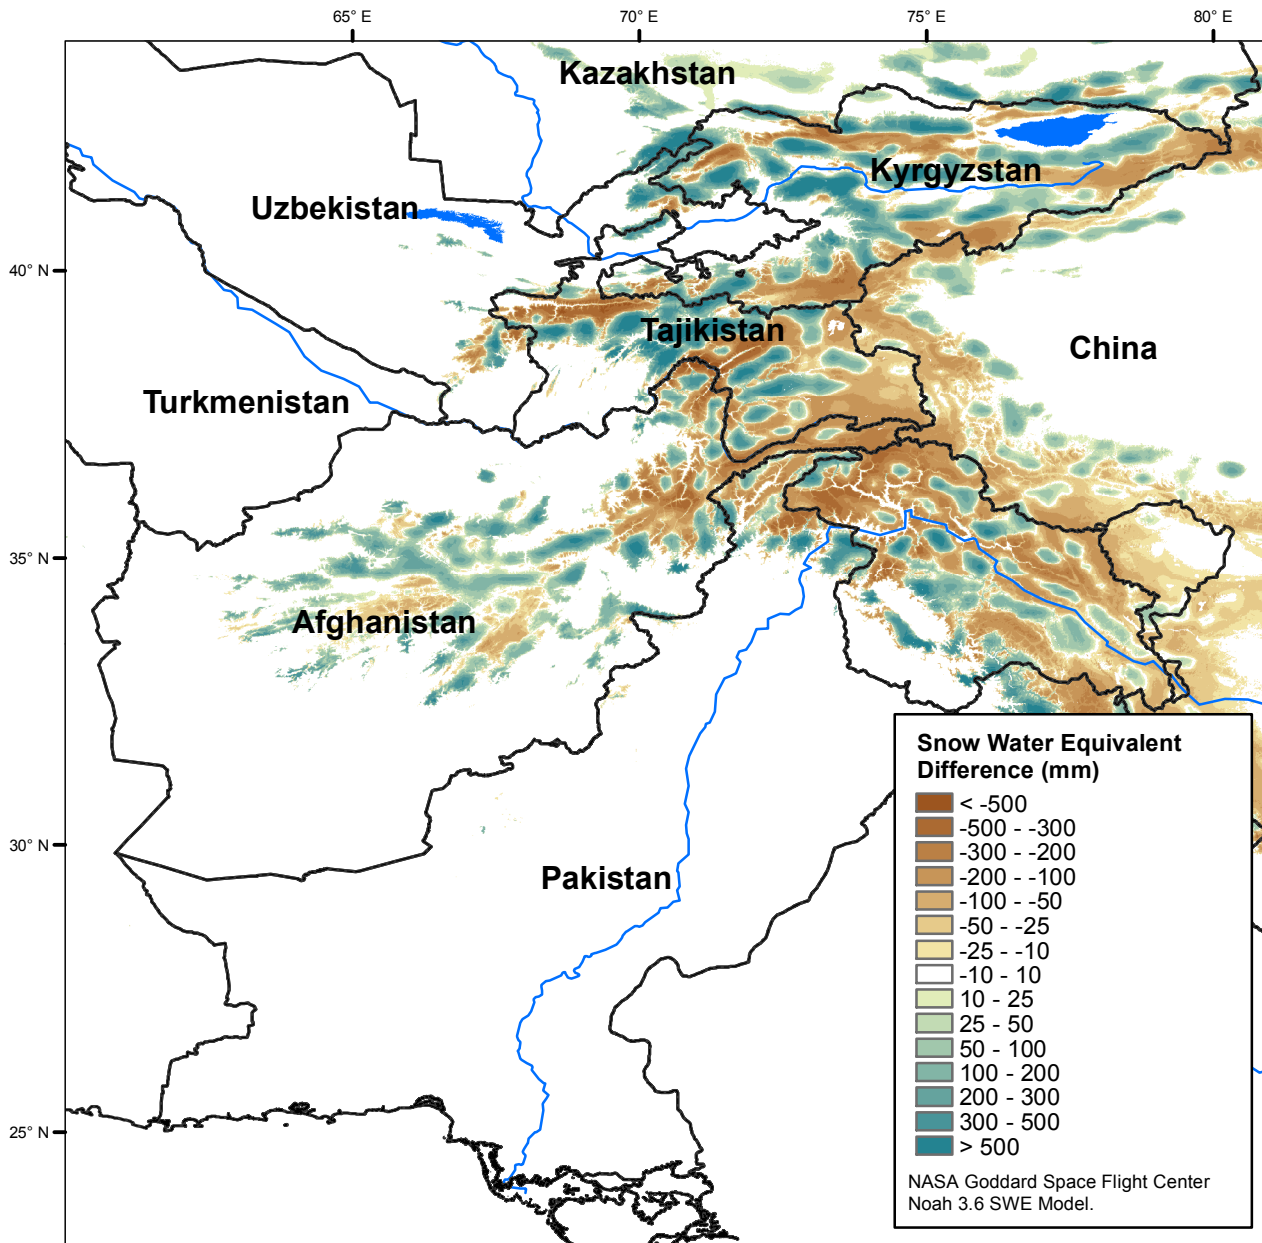 65° E
70° E
75° E
80° E
Kazakhstan
Kyrgyzstan
Uzbekistan
40° N
Tajikistan
China
Turkmenistan
35° N
Afghanistan
Snow Water Equivalent
Difference (mm)
< -500
-500 - -300
-300 - -200
-200 - -100
-100 - -50
-50 - -25
-25 - -10
-10 - 10
10 - 25
25 - 50
50 - 100
100 - 200
200 - 300
300 - 500
> 500
30° N
Pakistan
25° N
NASA Goddard Space Flight Center
Noah 3.6 SWE Model.